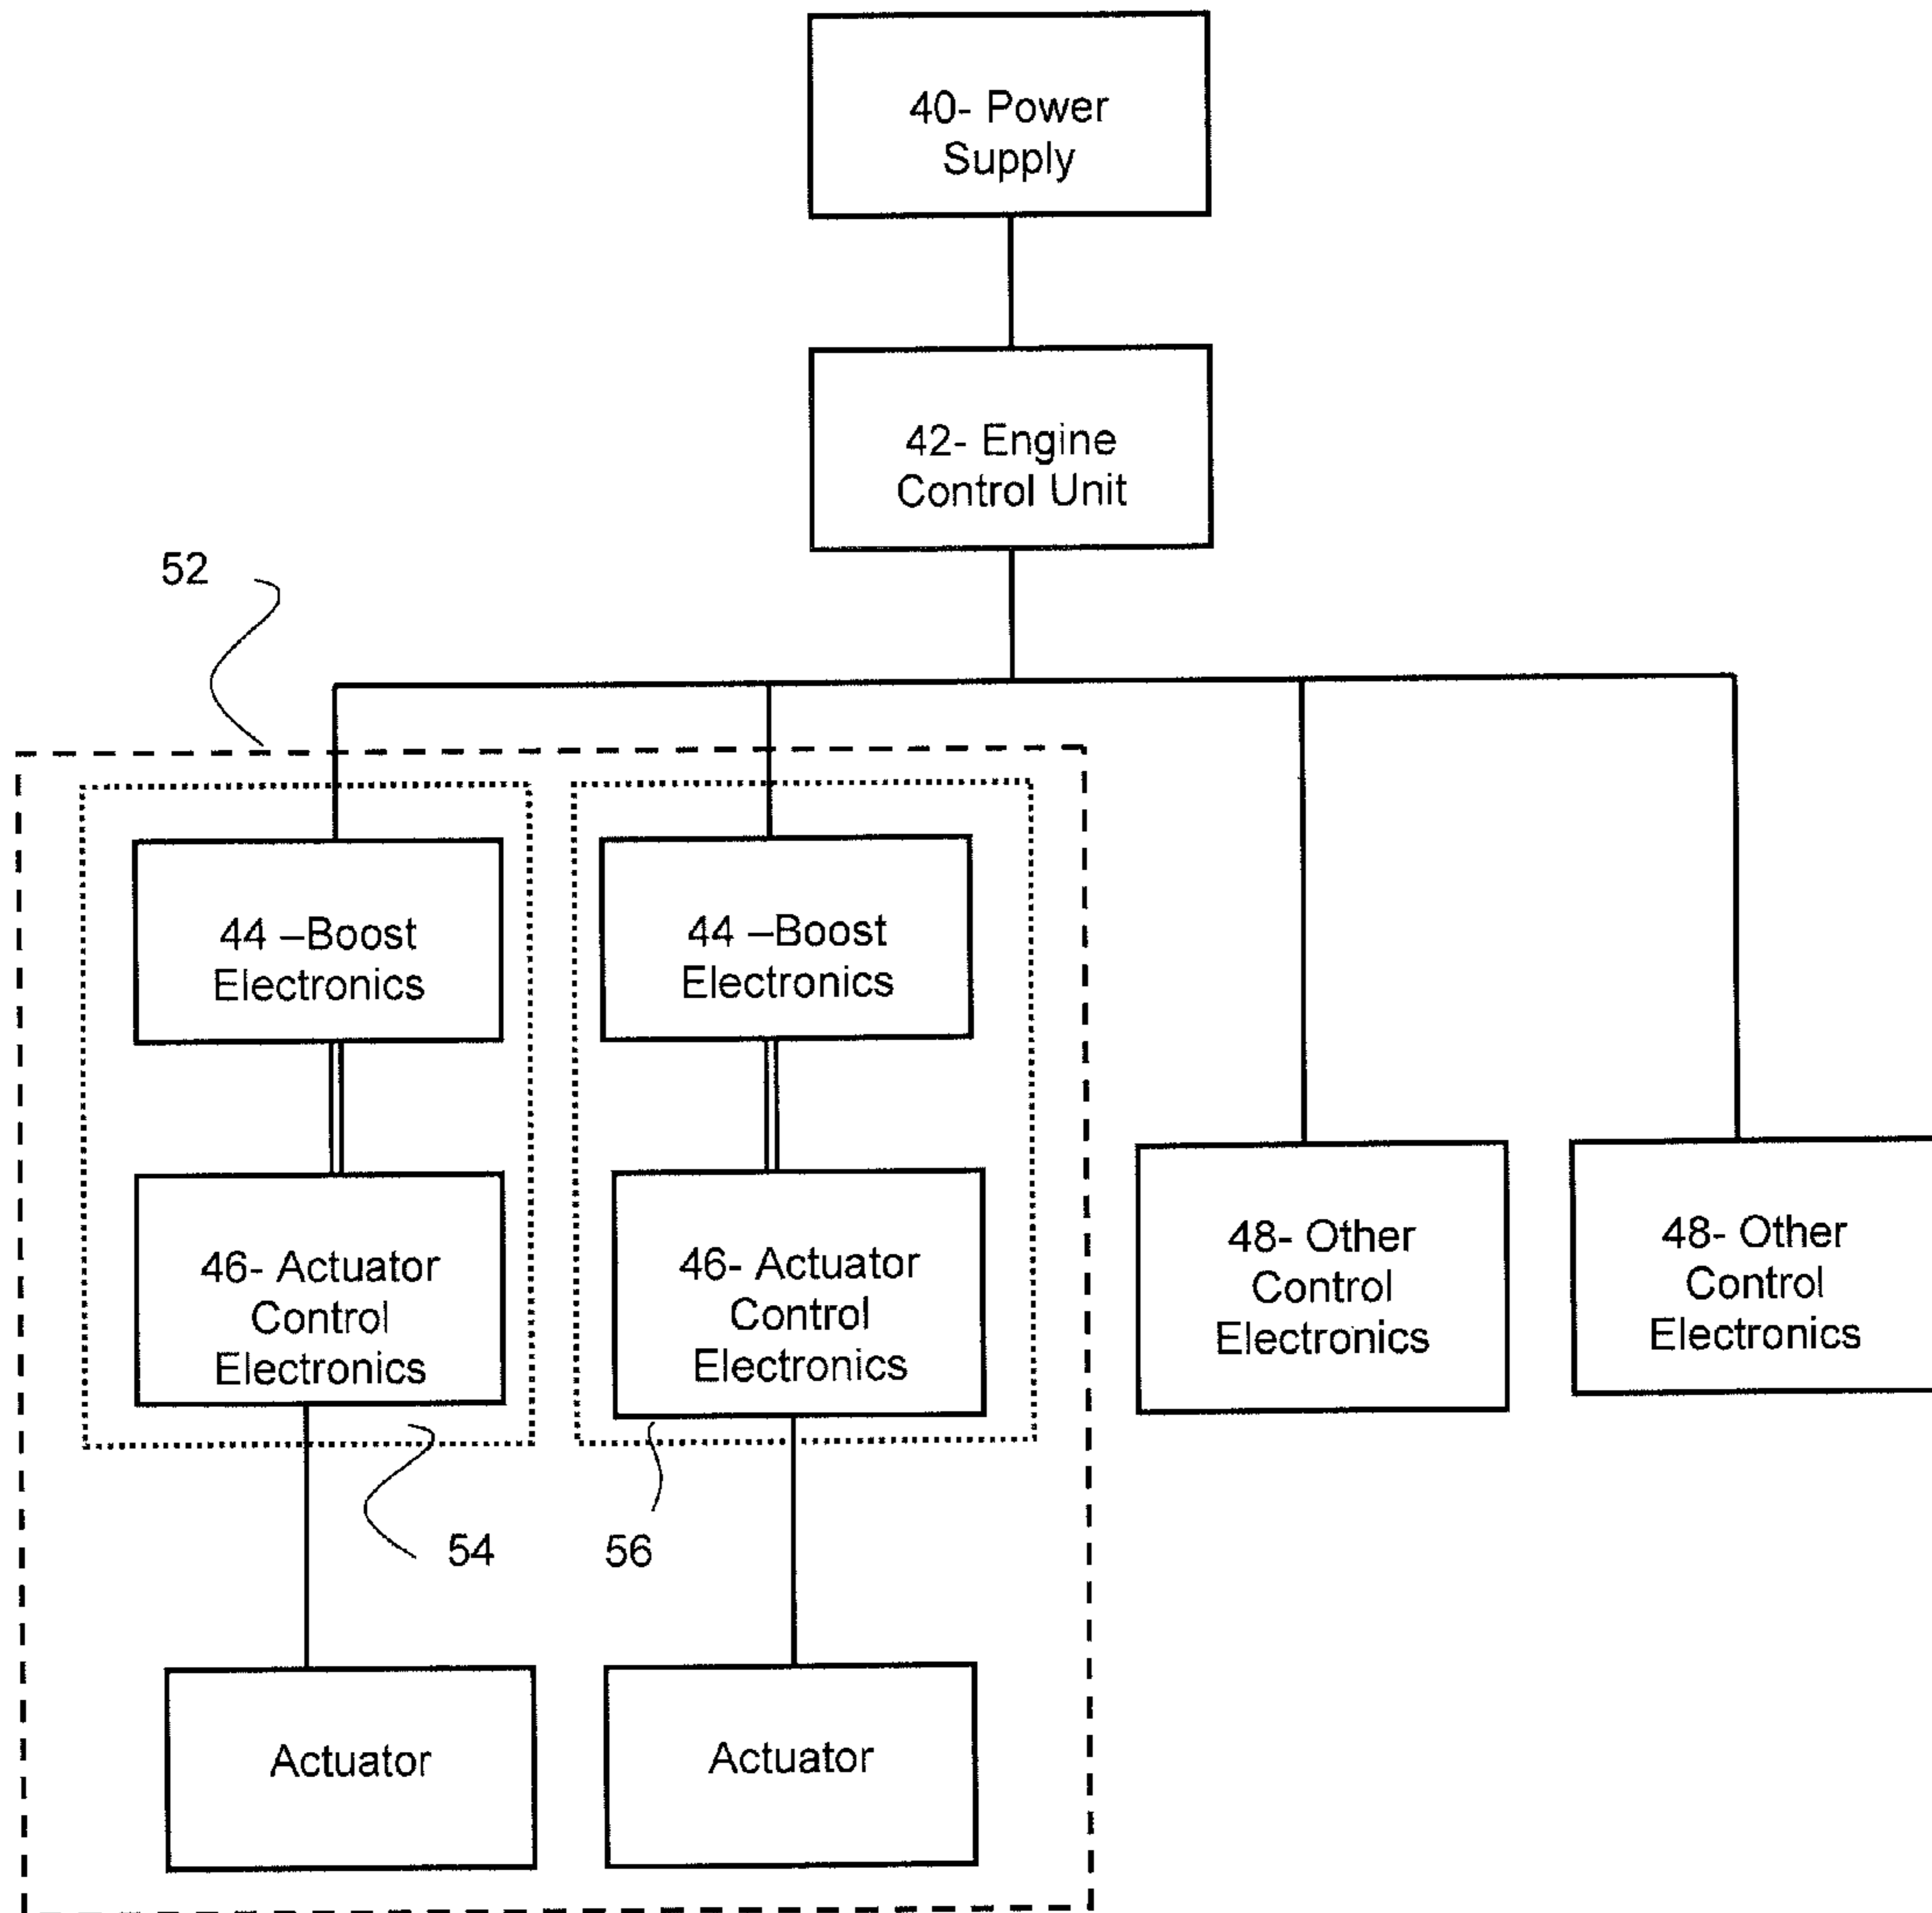 40- Power
Supply
42- Engine
Control Unit
52
44 –Boost
Electronics
44 –Boost
Electronics
46- Actuator
Control
Electronics
46- Actuator
Control
Electronics
48- Other
Control
Electronics
48- Other
Control
Electronics
54
56
Actuator
Actuator